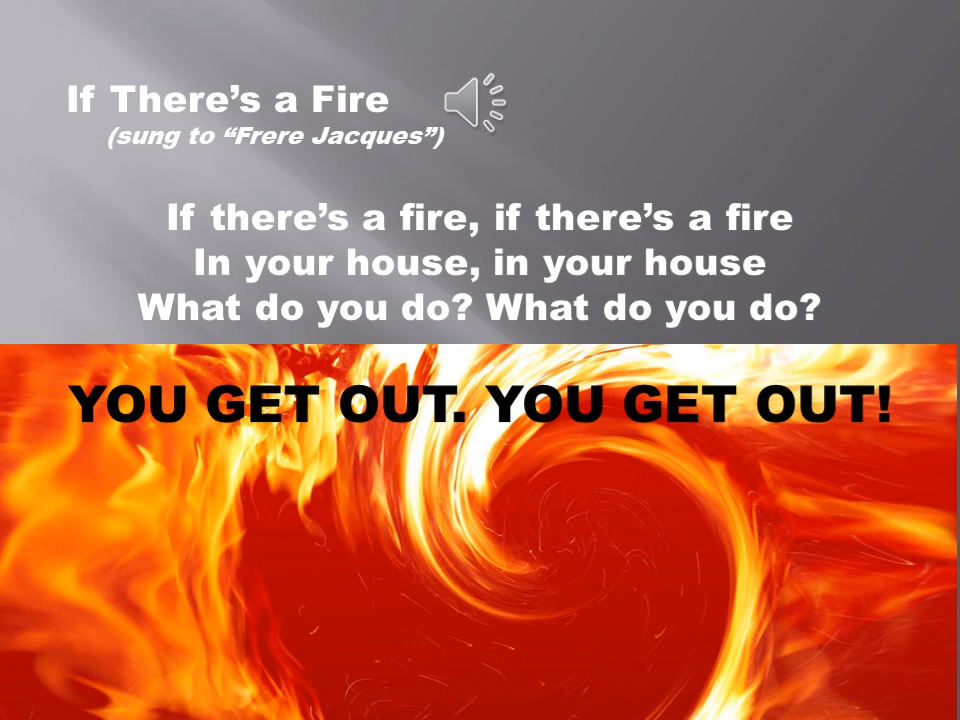 If There’s a Fire
(sung to “Frere Jacques”)
If there’s a fire, if there’s a fire
In your house, in your house
What do you do? What do you do?
YOU GET OUT. YOU GET OUT!